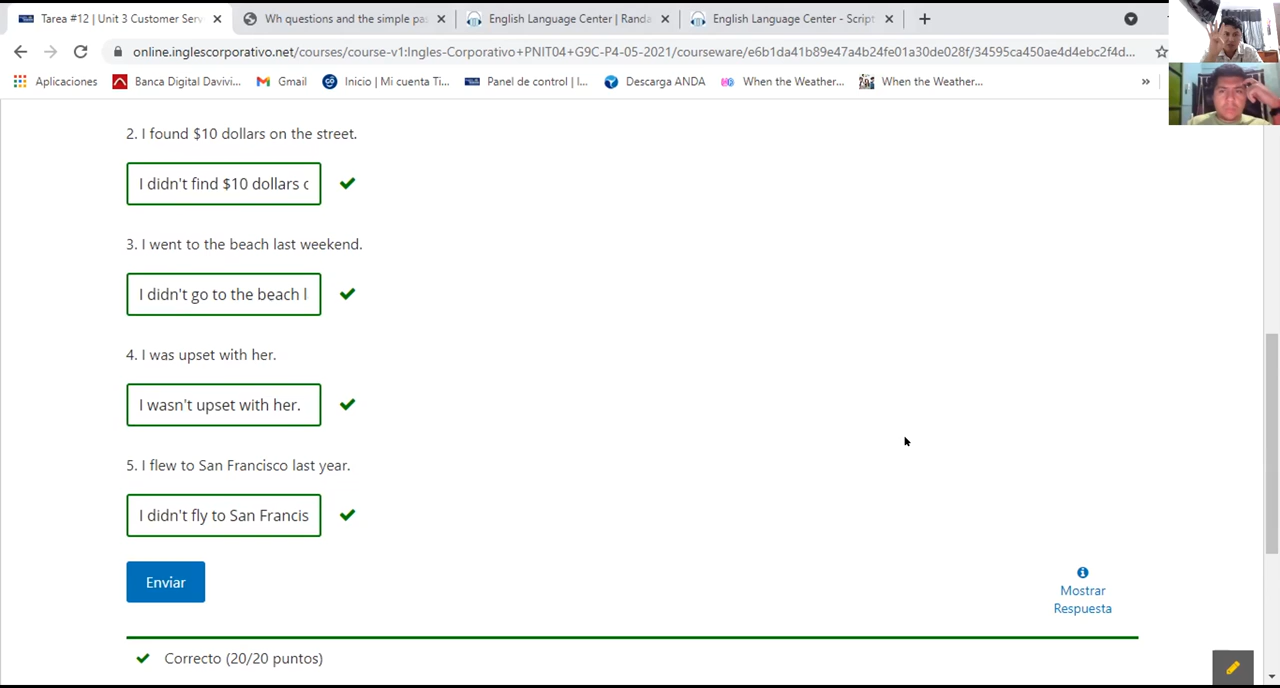 Tarea #12 | Unit 3 Customer Serv
Wh questions and the simple pas
English Language Center | Randa
English Language Center - Script
online.inglescorporativo.net/courses/course-v1:Ingles-Corporativo+PNIT04+G9C-P4-05-2021/courseware/e6b1da41b89e47a4b24fe01a30de028f/34595ca450ae4d4ebc2f4d...
Aplicaciones
Banca Digital Davivi...
Gmail
Inicio | Mi cuenta Ti...
Panel de control | I...
Descarga ANDA
When the Weather...
When the Weather...
»
2. I found $10 dollars on the street.
I didn't find $10 dollars o
3. I went to the beach last weekend.
I didn't go to the beach l
4. I was upset with her.
I wasn't upset with her.
5. I flew to San Francisco last year.
I didn't fly to San Francis
Enviar
Mostrar
Respuesta
Correcto (20/20 puntos)